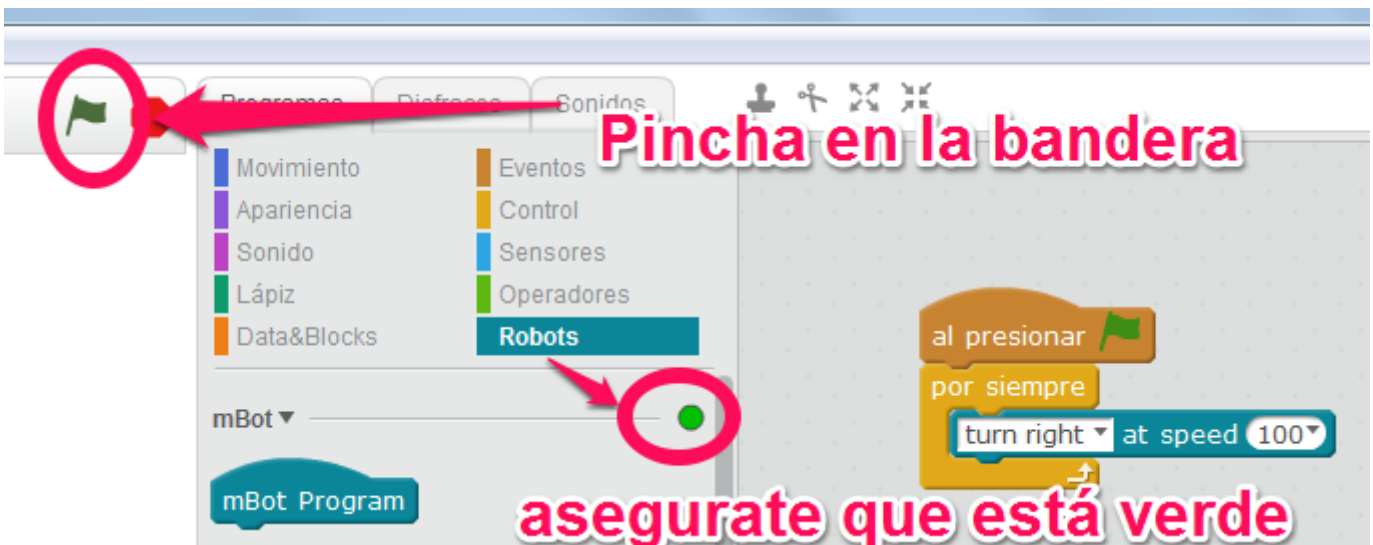 Programas Disfraces Sonidos
Pincha en la bandera
Movimiento Eventos
Apariencia Control
Sonido Sensores
Lápiz Operadores
Data&Blocks Robots
al presionar
por siempre
turn right at speed 100
mBot
mBot Program
asegurate que está verde